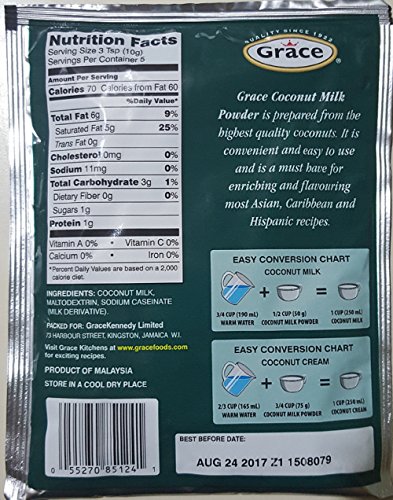 Nutrition Facts
Serving Size 3 Tsp (10g)
Servings Per Container 5
Amount Per Serving
Calories 70 Calories from Fat 60
%Daily Value*
Total Fat 6g 9%
Saturated Fat 5g 25%
Trans Fat 0g
Cholesterol 0mg 0%
Sodium 11mg 0%
Total Carbohydrate 3g 1%
Dietary Fiber 0g 0%
Sugars 1g
Protein 1g
Vitamin A 0% • Vitamin C 0%
Calcium 0% • Iron 0%
*Percent Daily Values are based on a 2,000
calorie diet.
INGREDIENTS: COCONUT MILK,
MALTODEXTRIN, SODIUM CASEINATE
(MILK DERIVATIVE).
PACKED FOR: GraceKennedy Limited
73 HARBOUR STREET, KINGSTON, JAMAICA W.I.
Visit Grace Kitchens at www.gracefoods.com
for exciting recipes.
PRODUCT OF MALAYSIA
STORE IN A COOL DRY PLACE
0 55270 85124 1
QUALITY SINCE 1922
Grace
®
Grace Coconut Milk
Powder is prepared from the
highest quality coconuts. It is
convenient and easy to use
and is a must have for
enriching and flavouring
most Asian, Caribbean and
Hispanic recipes.
EASY CONVERSION CHART
COCONUT MILK
+ =
3/4 CUP (190 mL) 1/2 CUP (50 g) 1 CUP (250 mL)
WARM WATER COCONUT MILK POWDER COCONUT MILK
EASY CONVERSION CHART
COCONUT CREAM
+ =
2/3 CUP (165 mL) 3/4 CUP (75 g) 1 CUP (250 mL)
WARM WATER COCONUT MILK POWDER COCONUT CREAM
BEST BEFORE DATE:
AUG 24 2017 Z1 1508079